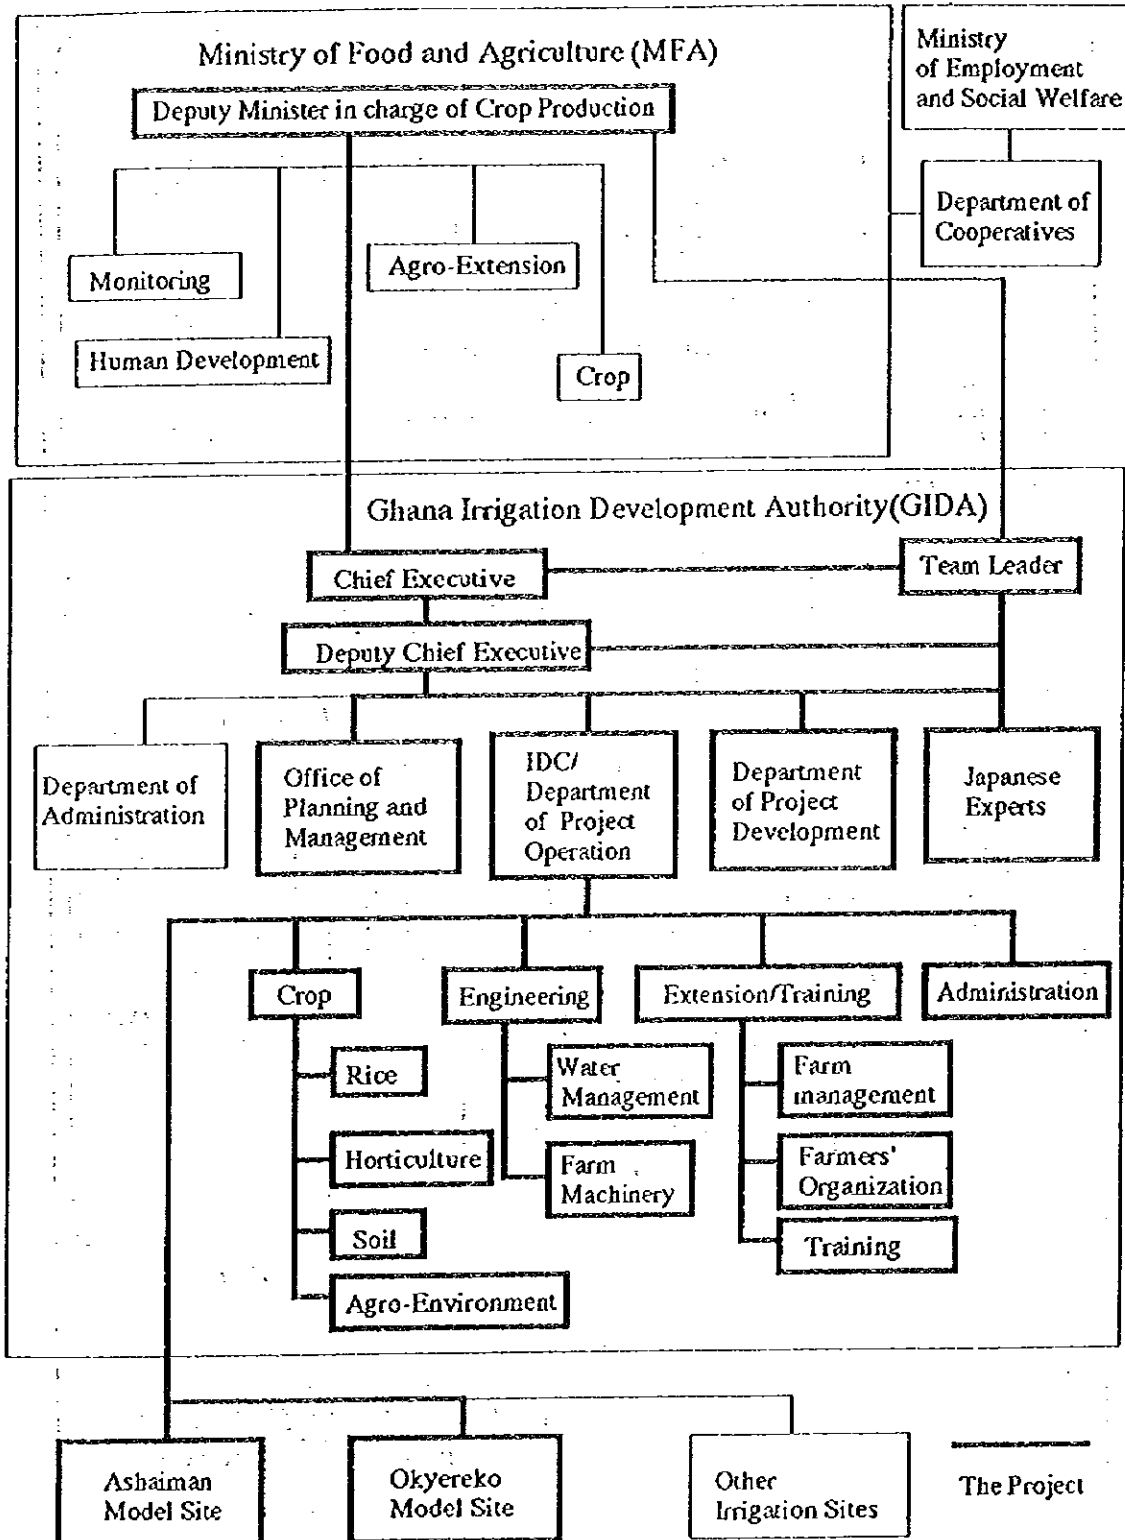 Ministry of Food and Agriculture (MFA)
Deputy Minister in charge of Crop Production
Monitoring
Human Development
Agro-Extension
Crop
Ministry
of Employment
and Social Welfare
Department of
Cooperatives
Ghana Irrigation Development Authority(GIDA)
Chief Executive
Team Leader
Deputy Chief Executive
Department of
Administration
Office of
Planning and
Management
IDC/
Department
of Project
Operation
Department
of Project
Development
Japanese
Experts
Crop
Rice
Horticulture
Soil
Agro-Environment
Engineering
Water
Management
Farm
Machinery
Extension/Training
Farm
management
Farmers'
Organization
Training
Administration
Ashaiman
Model Site
Okyereko
Model Site
Other
Irrigation Sites
The Project